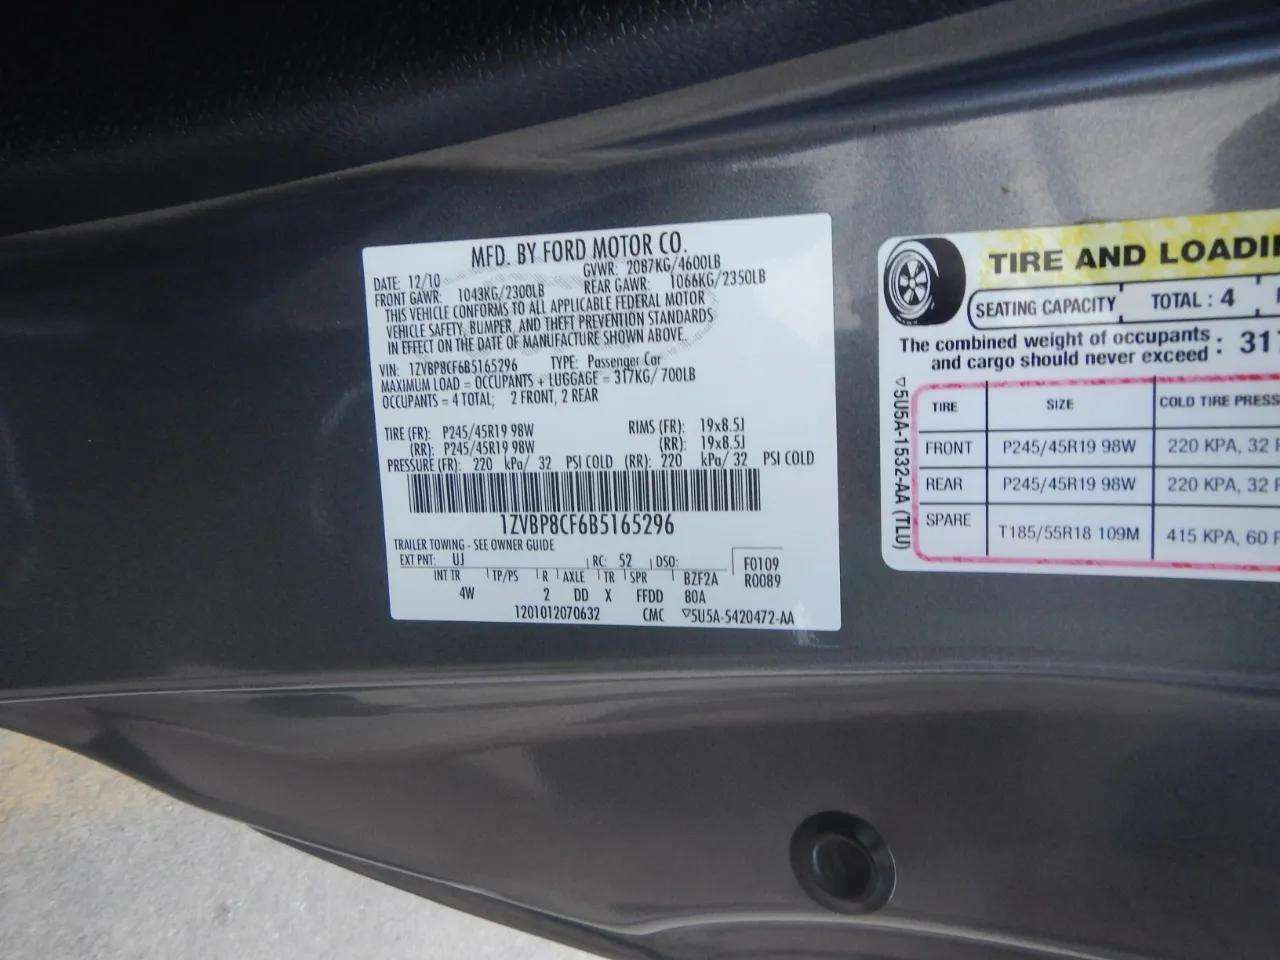 MFD. BY FORD MOTOR CO.
DATE: 12/10 GVWR: 2087KG/4600LB
FRONT GAWR: 1043KG/2300LB REAR GAWR: 1066KG/2350LB
THIS VEHICLE CONFORMS TO ALL APPLICABLE FEDERAL MOTOR
VEHICLE SAFETY, BUMPER, AND THEFT PREVENTION STANDARDS
IN EFFECT ON THE DATE OF MANUFACTURE SHOWN ABOVE.
VIN: 1ZVBP8CF6B5165296 TYPE: Passenger Car
MAXIMUM LOAD = OCCUPANTS + LUGGAGE = 317KG/700LB
OCCUPANTS = 4 TOTAL; 2 FRONT, 2 REAR
TIRE (FR): P245/45R19 98W RIMS (FR): 19x8.5J
(RR): P245/45R19 98W (RR): 19x8.5J
PRESSURE (FR): 220 kPa/ 32 PSI COLD (RR): 220 kPa/ 32 PSI COLD
1ZVBP8CF6B5165296
TRAILER TOWING - SEE OWNER GUIDE
EXT PNT: UJ RC: 52 DSO: F0109
INT TR TP/PS R AXLE TR SPR BZF2A R0089
4W 2 DD X FFDD 80A
1201012070632 CMC ▽5U5A-5420472-AA
TIRE AND LOADI
SEATING CAPACITY TOTAL : 4
The combined weight of occupants
and cargo should never exceed : 317
▽5U5A-1532-AA (TLU)
TIRE SIZE COLD TIRE PRESS
FRONT P245/45R19 98W 220 KPA, 32
REAR P245/45R19 98W 220 KPA, 32
SPARE T185/55R18 109M 415 KPA, 60